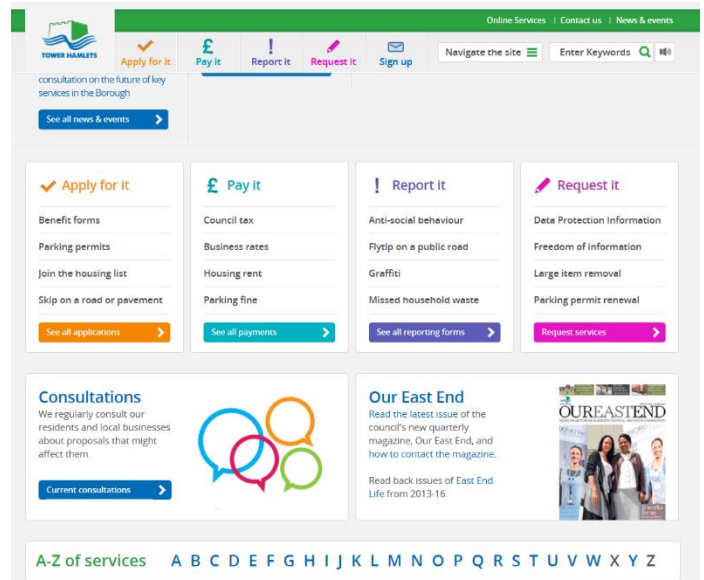 Online Services | Contact us | News & events
TOWER HAMLETS
Apply for it
Pay it
Report it
Request it
Sign up
Navigate the site
Enter Keywords
consultation on the future of key
services in the Borough
See all news & events
Apply for it
Benefit forms
Parking permits
Join the housing list
Skip on a road or pavement
See all applications
£ Pay it
Council tax
Business rates
Housing rent
Parking fine
See all payments
! Report it
Anti-social behaviour
Flytip on a public road
Graffiti
Missed household waste
See all reporting forms
Request it
Data Protection Information
Freedom of information
Large item removal
Parking permit renewal
Request services
Consultations
We regularly consult our
residents and local businesses
about proposals that might
affect them.
Current consultations
Our East End
Read the latest issue of the
council's new quarterly
magazine, Our East End, and
how to contact the magazine.
Read back issues of East End
Life from 2013-16.
OUREASTEND
A-Z of services A B C D E F G H I J K L M N O P Q R S T U V W X Y Z